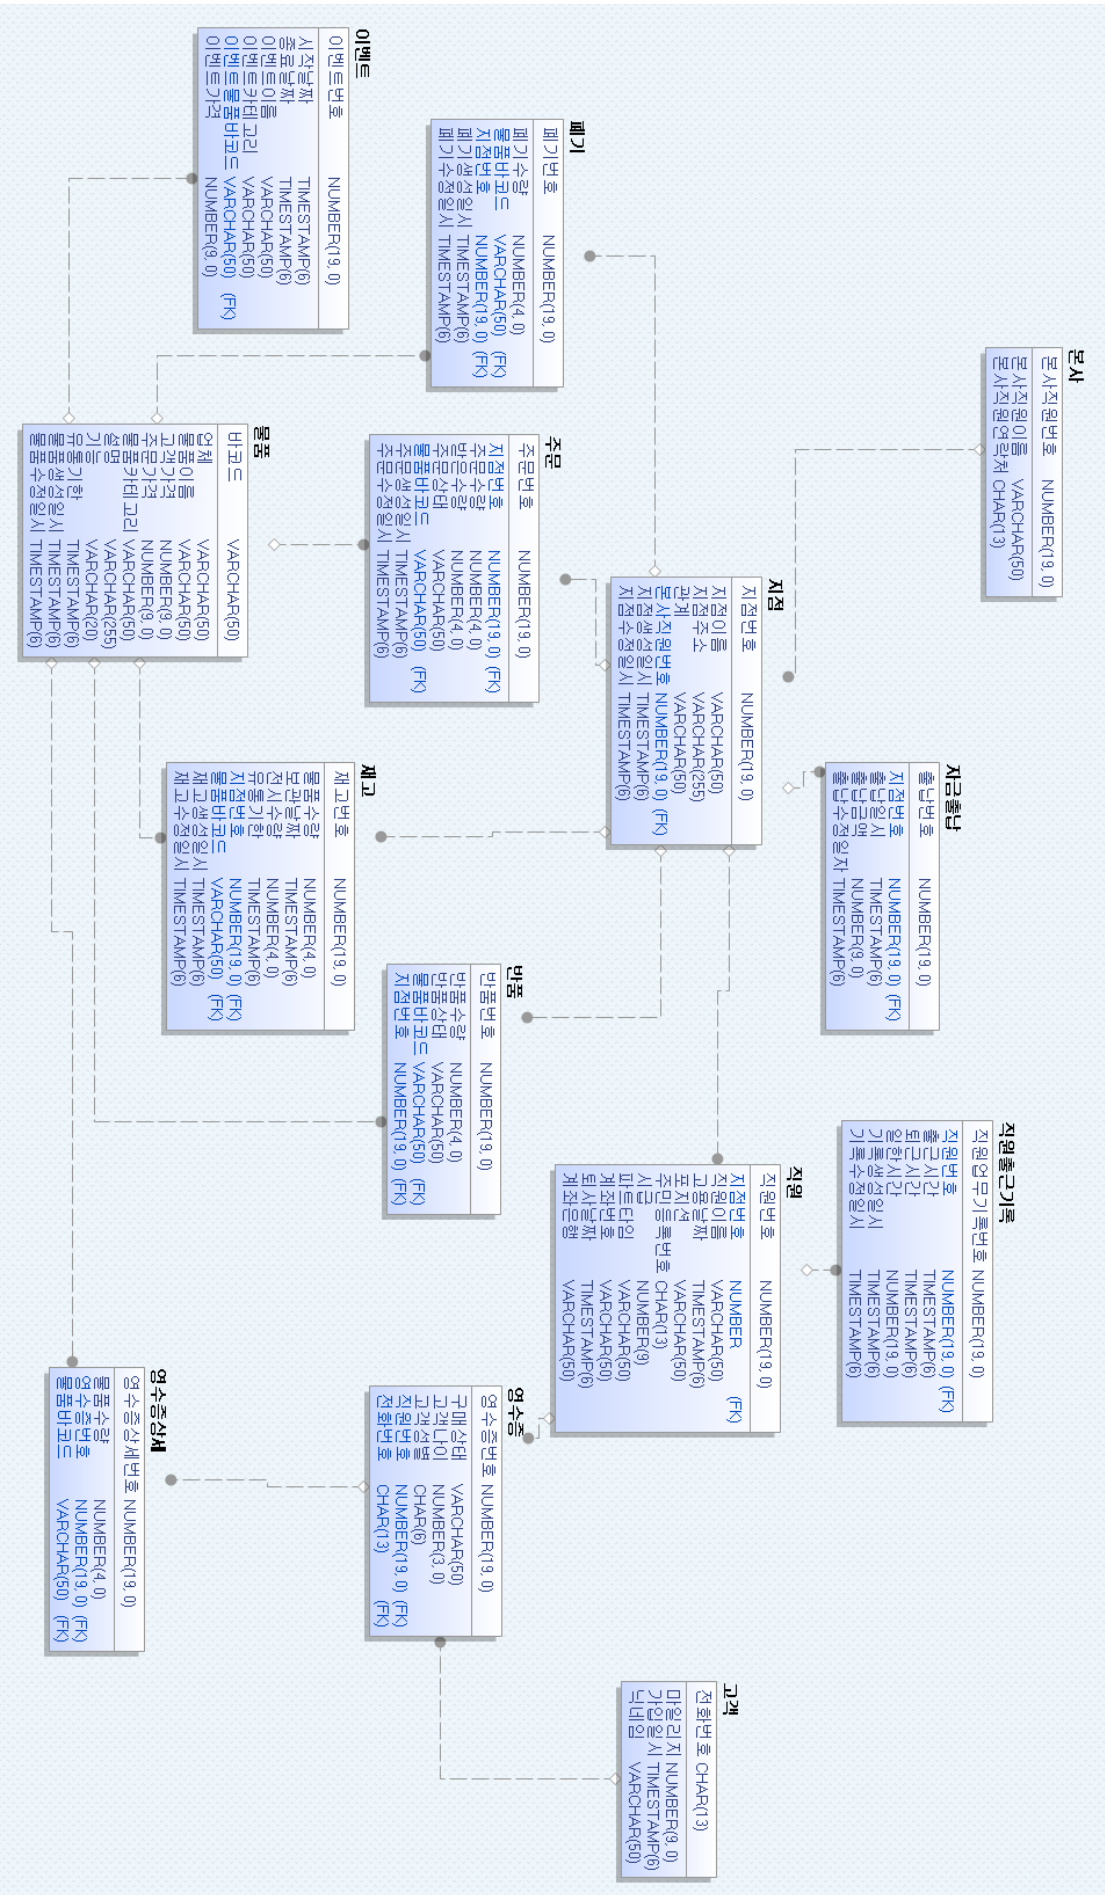 본사
본사직원번호 NUMBER(19, 0)
본사직원이름 VARCHAR(50)
본사직원연락처 CHAR(13)
자금출납
출납번호 NUMBER(19, 0)
지점번호 NUMBER(19, 0) (FK)
출납일시 TIMESTAMP(6)
출납금액 NUMBER(9, 0)
출납수정일자 TIMESTAMP(6)
직원출근기록
직원업무기록번호 NUMBER(19, 0)
직원번호 NUMBER(19, 0) (FK)
출근시간 TIMESTAMP(6)
퇴근시간 TIMESTAMP(6)
일한시간 NUMBER(19, 0)
기록생성일시 TIMESTAMP(6)
기록수정일시 TIMESTAMP(6)
지점
지점번호 NUMBER(19, 0)
지점이름 VARCHAR(50)
지점주소 VARCHAR(255)
관계 VARCHAR(50)
본사직원번호 NUMBER(19, 0) (FK)
지점생성일시 TIMESTAMP(6)
지점수정일시 TIMESTAMP(6)
직원
직원번호 NUMBER(19, 0)
지점번호 NUMBER (FK)
직원이름 VARCHAR(50)
고용날짜 TIMESTAMP(6)
포지션 VARCHAR(50)
주민등록번호 CHAR(13)
시급 NUMBER(9)
파트타임 VARCHAR(50)
계좌번호 VARCHAR(50)
퇴사날짜 TIMESTAMP(6)
계좌은행 VARCHAR(50)
고객
전화번호 CHAR(13)
마일리지 NUMBER(9, 0)
가입일시 TIMESTAMP(6)
닉네임 VARCHAR(50)
폐기
폐기번호 NUMBER(19, 0)
폐기수량 NUMBER(4, 0)
물품바코드 VARCHAR(50) (FK)
지점번호 NUMBER(19, 0) (FK)
폐기생성일시 TIMESTAMP(6)
폐기수정일시 TIMESTAMP(6)
주문
주문번호 NUMBER(19, 0)
지점번호 NUMBER(19, 0) (FK)
주문수량 NUMBER(4, 0)
반응수량 NUMBER(4, 0)
주문상태 VARCHAR(50)
물품바코드 VARCHAR(50) (FK)
주문생성일시 TIMESTAMP(6)
주문수정일시 TIMESTAMP(6)
반품
반품번호 NUMBER(19, 0)
반품수량 NUMBER(4, 0)
반품상태 VARCHAR(50)
물품바코드 VARCHAR(50) (FK)
지점번호 NUMBER(19, 0) (FK)
영수증
영수증번호 NUMBER(19, 0)
구매상태 VARCHAR(50)
고객나이 NUMBER(3, 0)
고객성별 CHAR(6)
직원번호 NUMBER(19, 0) (FK)
전화번호 CHAR(13) (FK)
이벤트
이벤트번호 NUMBER(19, 0)
시작날짜 TIMESTAMP(6)
종료날짜 TIMESTAMP(6)
이벤트이름 VARCHAR(50)
이벤트카테고리 VARCHAR(50)
이벤트물품바코드 VARCHAR(50) (FK)
이벤트가격 NUMBER(9, 0)
재고
재고번호 NUMBER(19, 0)
물품수량 NUMBER(4, 0)
보관날짜 TIMESTAMP(6)
전시수량 NUMBER(4, 0)
유통기한 TIMESTAMP(6)
지점번호 NUMBER(19, 0) (FK)
물품바코드 VARCHAR(50) (FK)
재고생성일시 TIMESTAMP(6)
재고수정일시 TIMESTAMP(6)
물품
바코드 VARCHAR(50)
업체 VARCHAR(50)
물품이름 VARCHAR(50)
고객가격 NUMBER(9, 0)
주문가격 NUMBER(9, 0)
물품카테고리 VARCHAR(50)
설명 VARCHAR(255)
기능 VARCHAR(20)
유통기한 TIMESTAMP(6)
물품생성일시 TIMESTAMP(6)
물품수정일시 TIMESTAMP(6)
영수증상세
영수증상세번호 NUMBER(19, 0)
물품수량 NUMBER(4, 0)
영수증번호 NUMBER(19, 0) (FK)
물품바코드 VARCHAR(50) (FK)